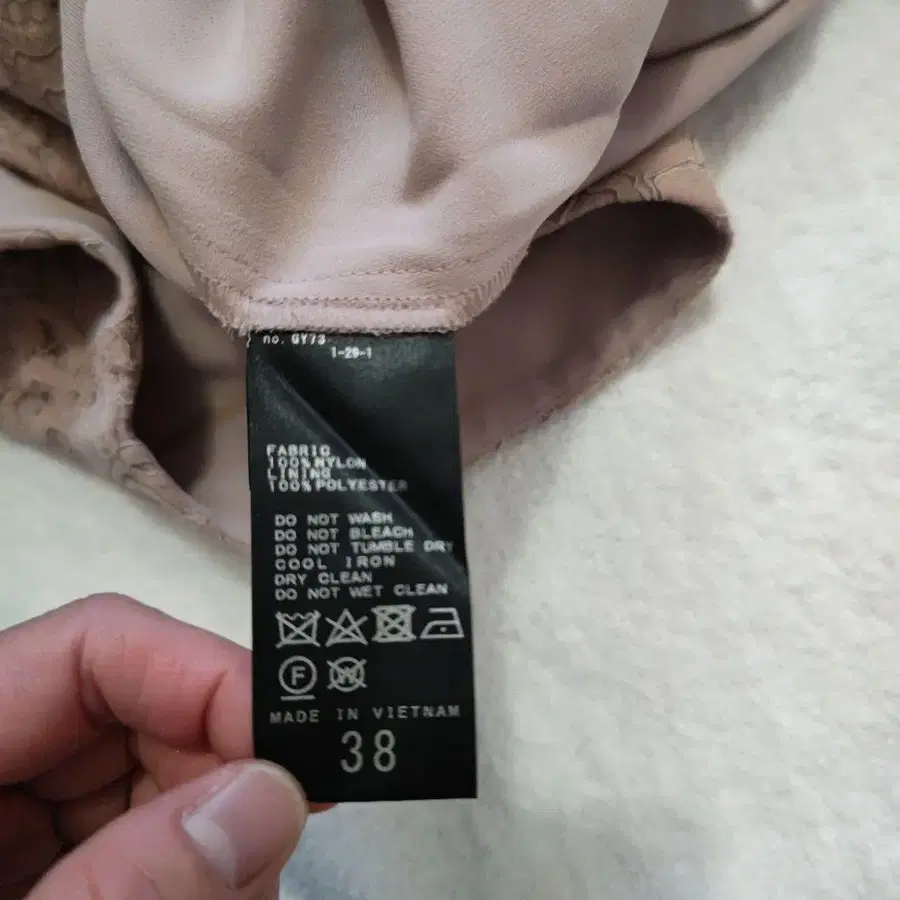 no. GY73
1-29-1
FABRIC
100% NYLON
LINING
100% POLYESTER
DO NOT WASH
DO NOT BLEACH
DO NOT TUMBLE DRY
COOL IRON
DRY CLEAN
DO NOT WET CLEAN
F W
MADE IN VIETNAM
38